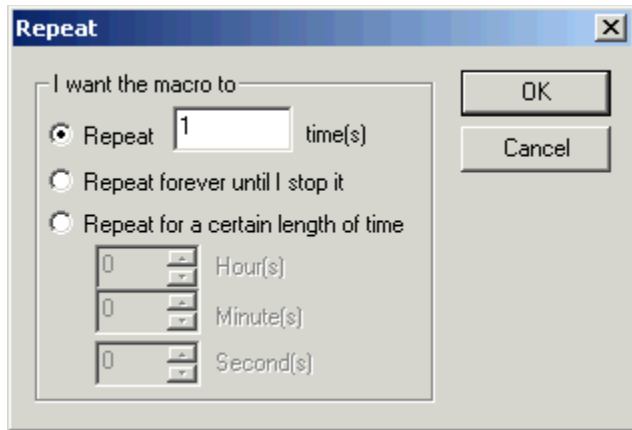 Repeat
I want the macro to
Repeat 1 time(s)
Repeat forever until I stop it
Repeat for a certain length of time
0 Hour(s)
0 Minute(s)
0 Second(s)
OK
Cancel